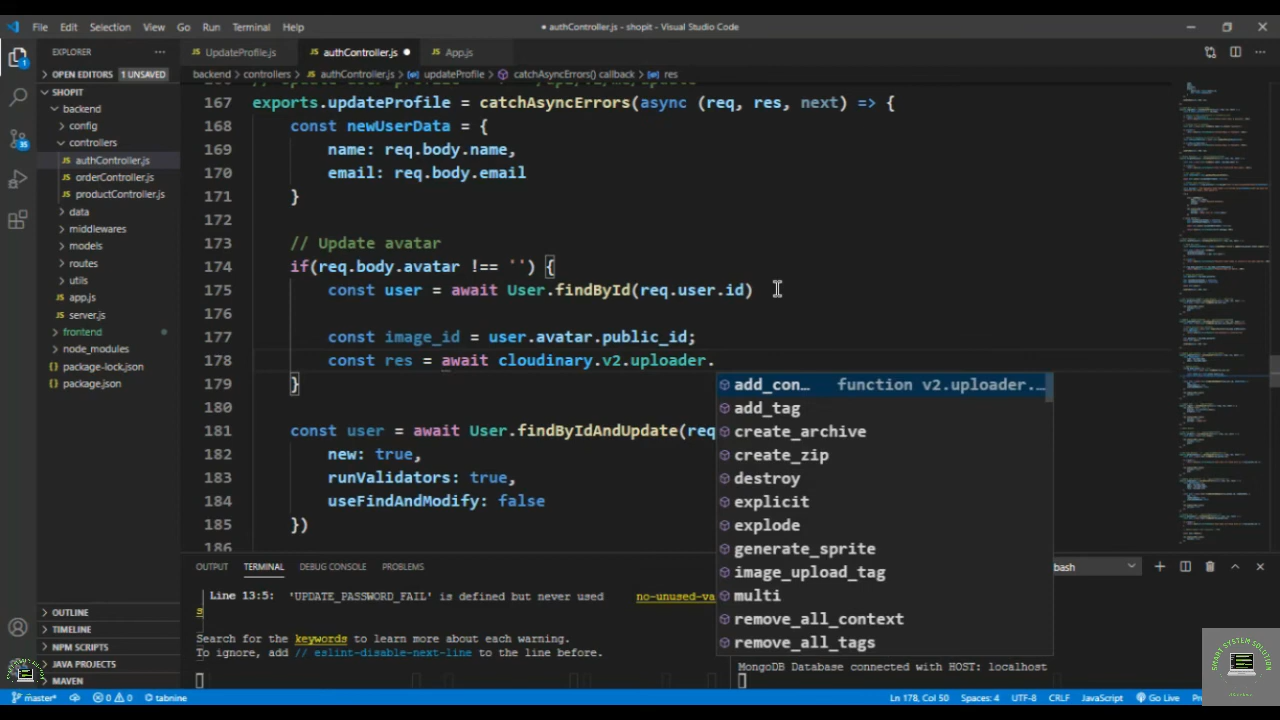 File Edit Selection View Go Run Terminal Help
● authController.js - shopit - Visual Studio Code
EXPLORER
UpdateProfile.js
authController.js ●
App.js
OPEN EDITORS 1 UNSAVED
backend > controllers > authController.js > updateProfile > catchAsyncErrors() callback > res
SHOPIT
backend
config
controllers
authController.js
orderController.js
productController.js
data
middlewares
models
routes
utils
app.js
server.js
frontend
node_modules
package-lock.json
package.json
OUTLINE
TIMELINE
NPM SCRIPTS
JAVA PROJECTS
MAVEN
167 exports.updateProfile = catchAsyncErrors(async (req, res, next) => {
168 const newUserData = {
169 name: req.body.name,
170 email: req.body.email
171 }
172
173 // Update avatar
174 if(req.body.avatar !== '') {
175 const user = await User.findById(req.user.id)
176
177 const image_id = user.avatar.public_id;
178 const res = await cloudinary.v2.uploader.
179 }
180
181 const user = await User.findByIdAndUpdate(req
182 new: true,
183 runValidators: true,
184 useFindAndModify: false
185 })
186
add_con… function v2.uploader.…
add_tag
create_archive
create_zip
destroy
explicit
explode
generate_sprite
image_upload_tag
multi
remove_all_context
remove_all_tags
OUTPUT TERMINAL DEBUG CONSOLE PROBLEMS
bash
Line 13:5: 'UPDATE_PASSWORD_FAIL' is defined but never used no-unused-va
s
Search for the keywords to learn more about each warning.
To ignore, add // eslint-disable-next-line to the line before.
MongoDB Database connected with HOST: localhost
master* 0 0 tabnine
Ln 178, Col 50 Spaces: 4 UTF-8 CRLF JavaScript Go Live
SMART SYSTEM SOLUTION